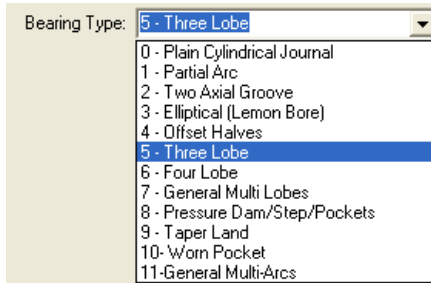 Bearing Type: 5 - Three Lobe
0 - Plain Cylindrical Journal
1 - Partial Arc
2 - Two Axial Groove
3 - Elliptical (Lemon Bore)
4 - Offset Halves
5 - Three Lobe
6 - Four Lobe
7 - General Multi Lobes
8 - Pressure Dam/Step/Pockets
9 - Taper Land
10- Worn Pocket
11-General Multi-Arcs